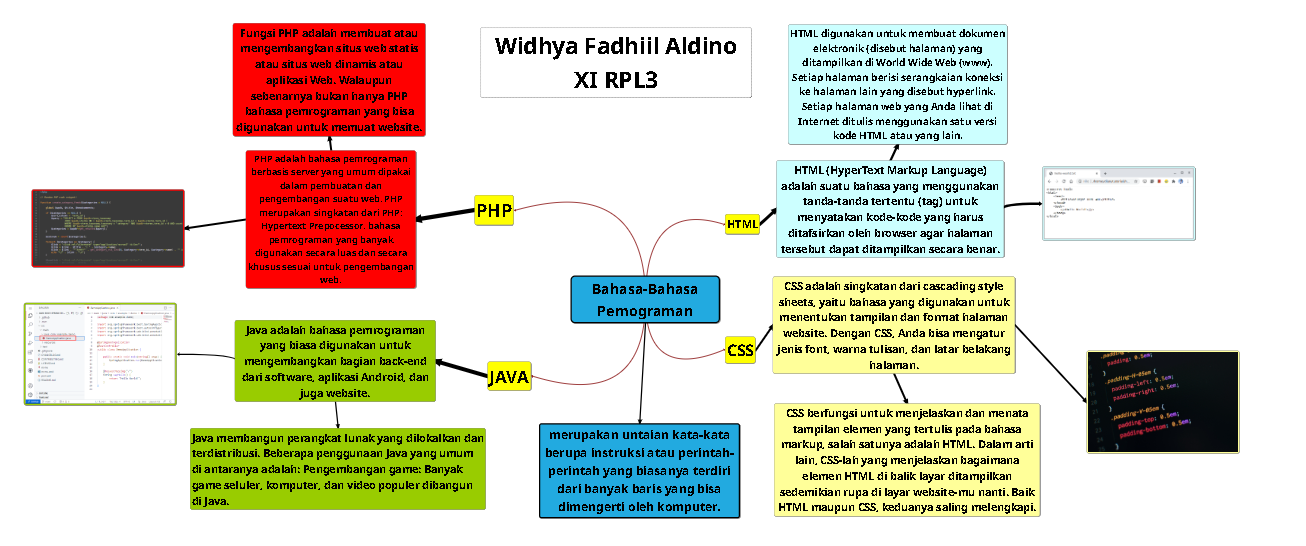 Widhya Fadhiil Aldino
XI RPL3
Fungsi PHP adalah membuat atau
mengembangkan situs web statis
atau situs web dinamis atau
aplikasi Web. Walaupun
sebenarnya bukan hanya PHP
bahasa pemrograman yang bisa
digunakan untuk memuat website.
PHP adalah bahasa pemrograman
berbasis server yang umum dipakai
dalam pembuatan dan
pengembangan suatu web. PHP
merupakan singkatan dari PHP:
Hypertext Prepocessor, bahasa
pemrograman yang banyak
digunakan secara luas dan secara
khusus sesuai untuk pengembangan
web.
PHP
HTML digunakan untuk membuat dokumen
elektronik (disebut halaman) yang
ditampilkan di World Wide Web (www).
Setiap halaman berisi serangkaian koneksi
ke halaman lain yang disebut hyperlink.
Setiap halaman web yang Anda lihat di
Internet ditulis menggunakan satu versi
kode HTML atau yang lain.
HTML
HTML (HyperText Markup Language)
adalah suatu bahasa yang menggunakan
tanda-tanda tertentu (tag) untuk
menyatakan kode-kode yang harus
ditafsirkan oleh browser agar halaman
tersebut dapat ditampilkan secara benar.
Bahasa-Bahasa
Pemograman
merupakan untaian kata-kata
berupa instruksi atau perintah-
perintah yang biasanya terdiri
dari banyak baris yang bisa
dimengerti oleh komputer.
JAVA
Java adalah bahasa pemrograman
yang biasa digunakan untuk
mengembangkan bagian back-end
dari software, aplikasi Android, dan
juga website.
Java membangun perangkat lunak yang dilokalkan dan
terdistribusi. Beberapa penggunaan Java yang umum
di antaranya adalah: Pengembangan game: Banyak
game seluler, komputer, dan video populer dibangun
di Java.
CSS
CSS adalah singkatan dari cascading style
sheets, yaitu bahasa yang digunakan untuk
menentukan tampilan dan format halaman
website. Dengan CSS, Anda bisa mengatur
jenis font, warna tulisan, dan latar belakang
halaman.
CSS berfungsi untuk menjelaskan dan menata
tampilan elemen yang tertulis pada bahasa
markup, salah satunya adalah HTML. Dalam arti
lain, CSS-lah yang menjelaskan bagaimana
elemen HTML di balik layar ditampilkan
sedemikian rupa di layar website-mu nanti. Baik
HTML maupun CSS, keduanya saling melengkapi.
padding: 0.5em;
}
.padding-H-05em {
padding-left: 0.5em;
padding-right: 0.5em;
}
.padding-V-05em {
padding-top: 0.5em;
padding-bottom: 0.5em;